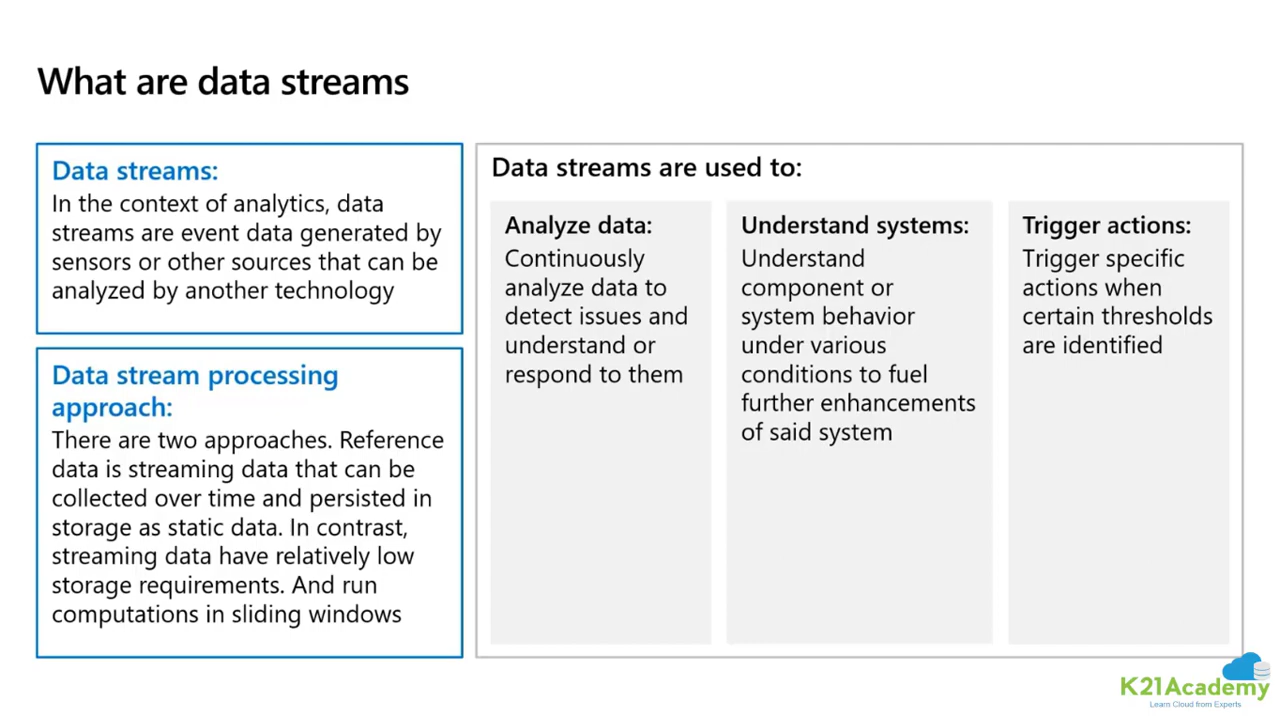 What are data streams
Data streams:
In the context of analytics, data
streams are event data generated by
sensors or other sources that can be
analyzed by another technology
Data stream processing
approach:
There are two approaches. Reference
data is streaming data that can be
collected over time and persisted in
storage as static data. In contrast,
streaming data have relatively low
storage requirements. And run
computations in sliding windows
Data streams are used to:
Analyze data:
Continuously
analyze data to
detect issues and
understand or
respond to them
Understand systems:
Understand
component or
system behavior
under various
conditions to fuel
further enhancements
of said system
Trigger actions:
Trigger specific
actions when
certain thresholds
are identified
K21Academy
Learn Cloud from Experts